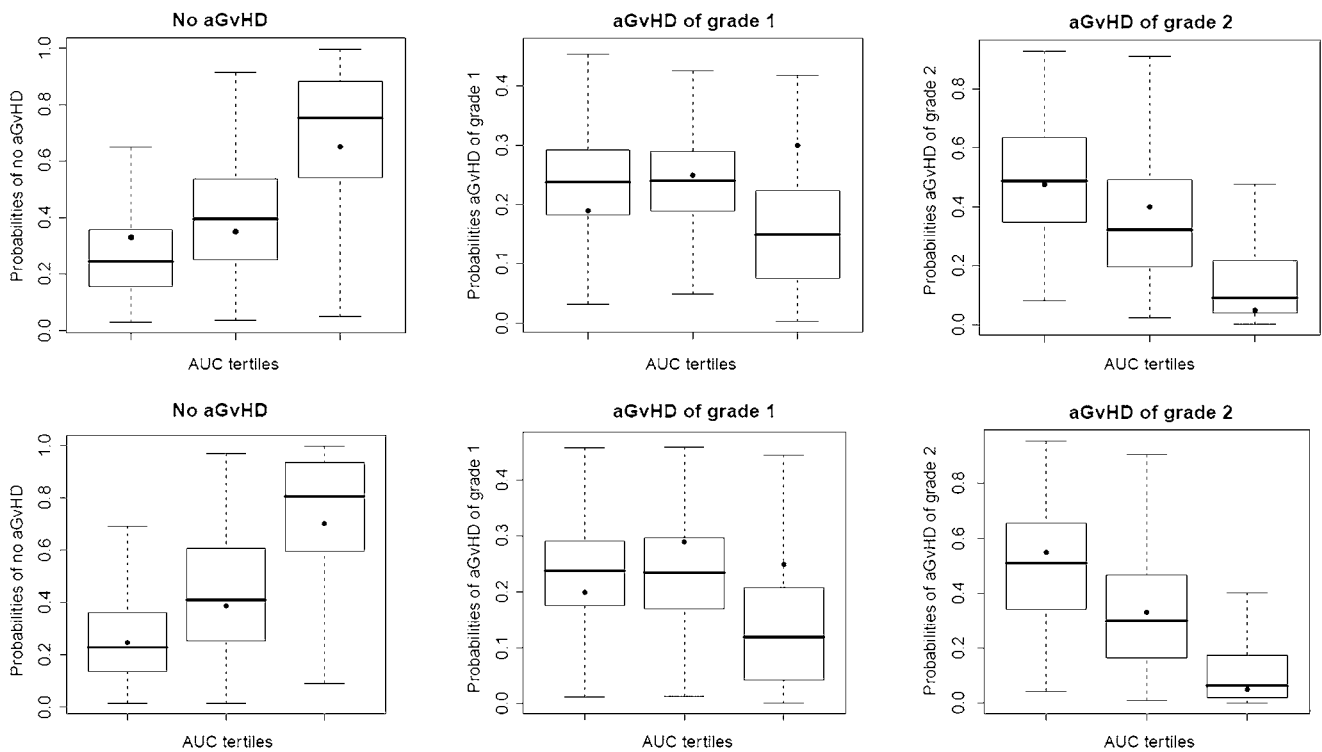 No aGvHD
aGvHD of grade 1
aGvHD of grade 2
Probabilities of no aGvHD
0.0 0.2 0.4 0.6 0.8 1.0
AUC tertiles
Probabilities aGvHD of grade 1
0.0 0.1 0.2 0.3 0.4
AUC tertiles
Probabilities aGvHD of grade 2
0.0 0.2 0.4 0.6 0.8
AUC tertiles
No aGvHD
aGvHD of grade 1
aGvHD of grade 2
Probabilities of no aGvHD
0.0 0.2 0.4 0.6 0.8 1.0
AUC tertiles
Probabilities of aGvHD of grade 1
0.0 0.1 0.2 0.3 0.4
AUC tertiles
Probabilities of aGvHD of grade 2
0.0 0.2 0.4 0.6 0.8
AUC tertiles